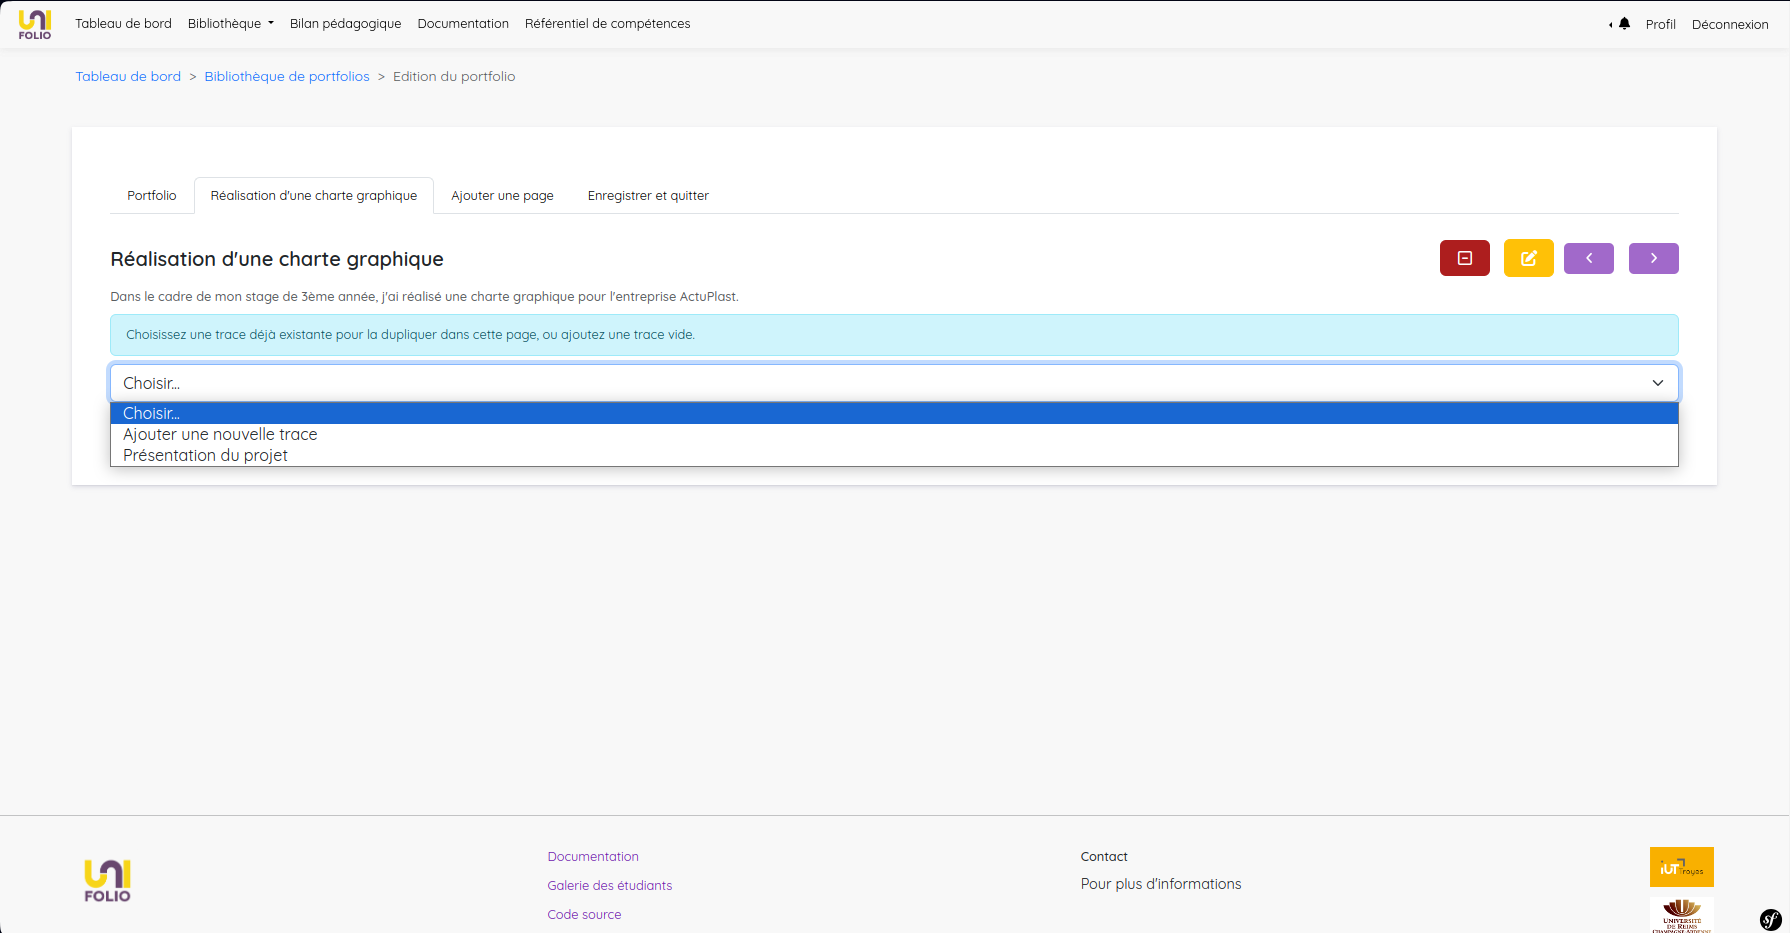 UNI
FOLIO
Tableau de bord
Bibliothèque
Bilan pédagogique
Documentation
Référentiel de compétences
Profil
Déconnexion
Tableau de bord > Bibliothèque de portfolios > Edition du portfolio
Portfolio
Réalisation d'une charte graphique
Ajouter une page
Enregistrer et quitter
Réalisation d'une charte graphique
Dans le cadre de mon stage de 3ème année, j'ai réalisé une charte graphique pour l'entreprise ActuPlast.
Choisissez une trace déjà existante pour la dupliquer dans cette page, ou ajoutez une trace vide.
Choisir...
Choisir...
Ajouter une nouvelle trace
Présentation du projet
UNI
FOLIO
Documentation
Galerie des étudiants
Code source
Contact
Pour plus d'informations
iUT Troyes
UNIVERSITÉ
DE REIMS
CHAMPAGNE-ARDENNE
sf